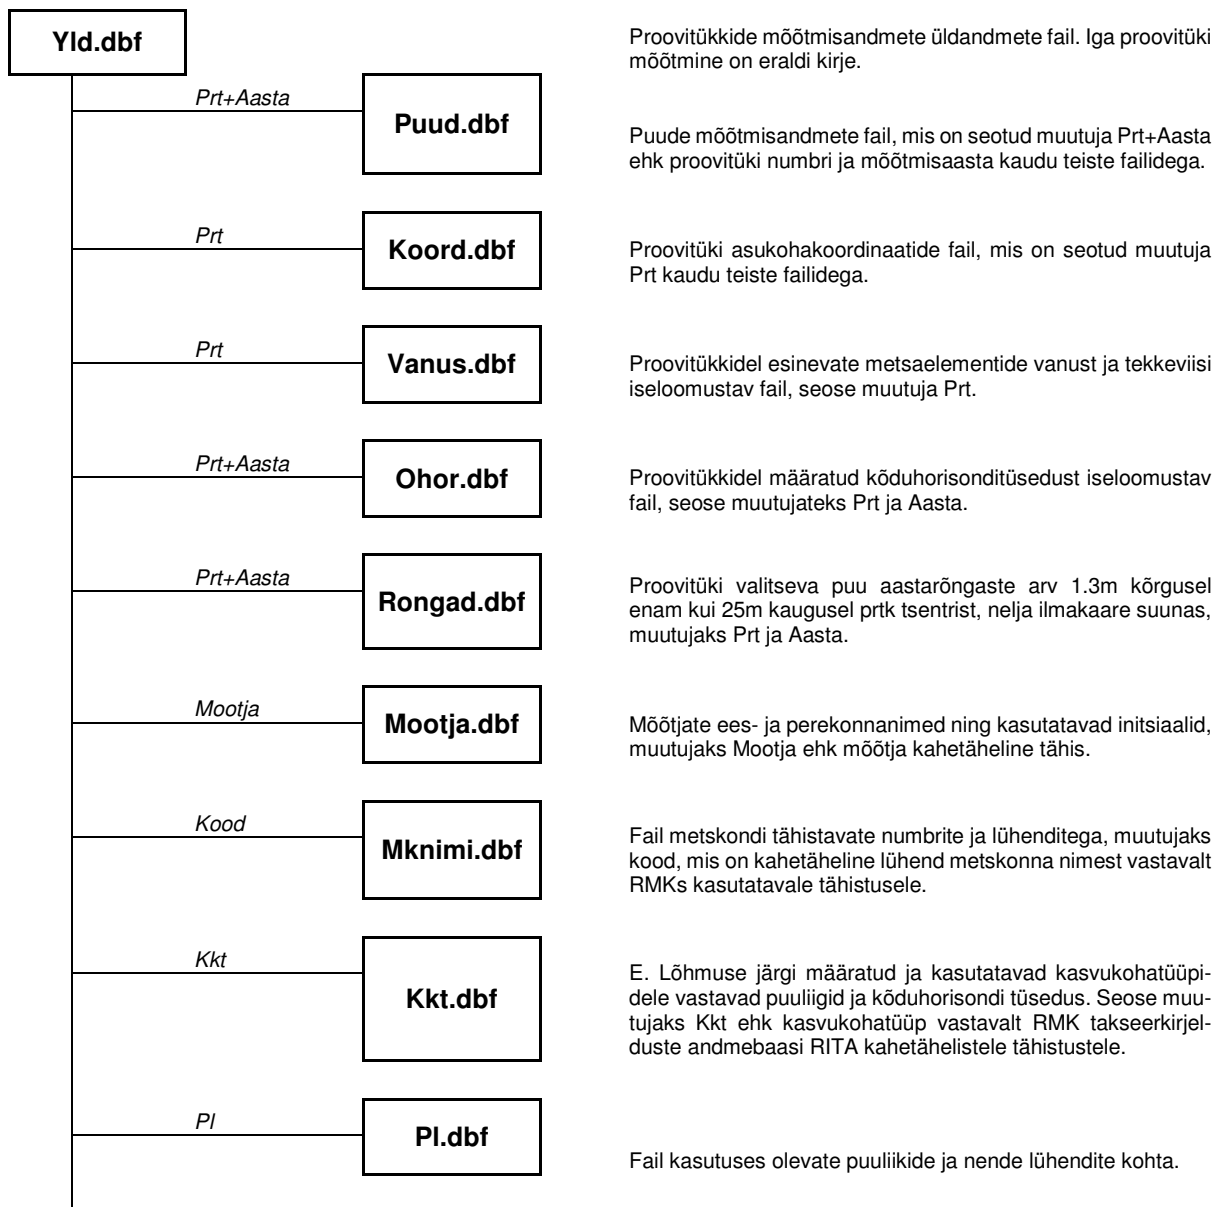 Yld.dbf
Proovitükkide mõõtmisandmete üldandmete fail. Iga proovitüki
mõõtmine on eraldi kirje.
Prt+Aasta
Puud.dbf
Puude mõõtmisandmete fail, mis on seotud muutuja Prt+Aasta
ehk proovitüki numbri ja mõõtmisaasta kaudu teiste failidega.
Prt
Koord.dbf
Proovitüki asukohakoordinaatide fail, mis on seotud muutuja
Prt kaudu teiste failidega.
Prt
Vanus.dbf
Proovitükkidel esinevate metsaelementide vanust ja tekkeviisi
iseloomustav fail, seose muutuja Prt.
Prt+Aasta
Ohor.dbf
Proovitükkidel määratud kõduhorisonditüsedust iseloomustav
fail, seose muutujateks Prt ja Aasta.
Prt+Aasta
Rongad.dbf
Proovitüki valitseva puu aastarõngaste arv 1.3m kõrgusel
enam kui 25m kaugusel prtk tsentrist, nelja ilmakaare suunas,
muutujaks Prt ja Aasta.
Mootja
Mootja.dbf
Mõõtjate ees- ja perekonnanimed ning kasutatavad initsiaalid,
muutujaks Mootja ehk mõõtja kahetäheline tähis.
Kood
Mknimi.dbf
Fail metskondi tähistavate numbrite ja lühenditega, muutujaks
kood, mis on kahetäheline lühend metskonna nimest vastavalt
RMKs kasutatavale tähistusele.
Kkt
Kkt.dbf
E. Lõhmuse järgi määratud ja kasutatavad kasvukohatüüpi-
dele vastavad puuliigid ja kõduhorisondi tüsedus. Seose muu-
tujaks Kkt ehk kasvukohatüüp vastavalt RMK takseerkirjel-
duste andmebaasi RITA kahetähelistele tähistustele.
Pl
Pl.dbf
Fail kasutuses olevate puuliikide ja nende lühendite kohta.